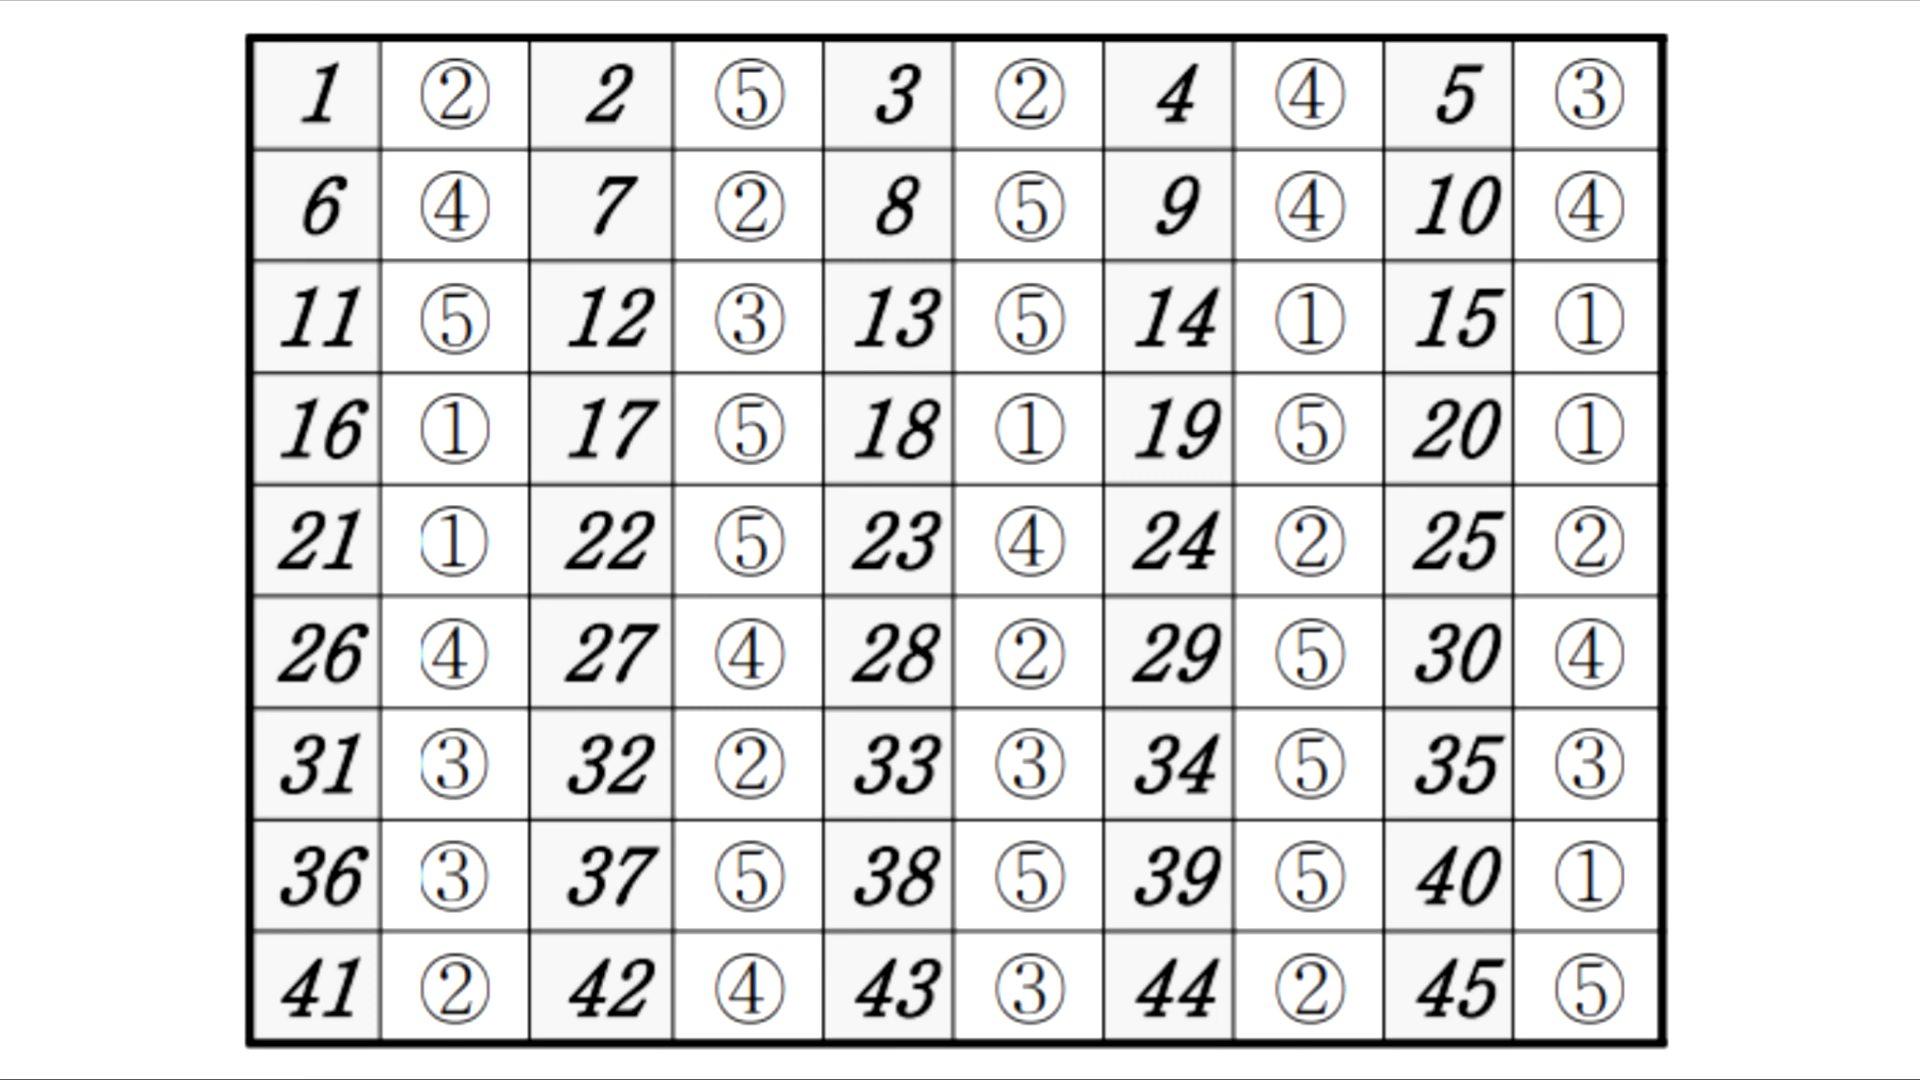 1 ② 2 ⑤ 3 ② 4 ④ 5 ③
6 ④ 7 ② 8 ⑤ 9 ④ 10 ④
11 ⑤ 12 ③ 13 ⑤ 14 ① 15 ①
16 ① 17 ⑤ 18 ① 19 ⑤ 20 ①
21 ① 22 ⑤ 23 ④ 24 ② 25 ②
26 ④ 27 ④ 28 ② 29 ⑤ 30 ④
31 ③ 32 ② 33 ③ 34 ⑤ 35 ③
36 ③ 37 ⑤ 38 ⑤ 39 ⑤ 40 ①
41 ② 42 ④ 43 ③ 44 ② 45 ⑤